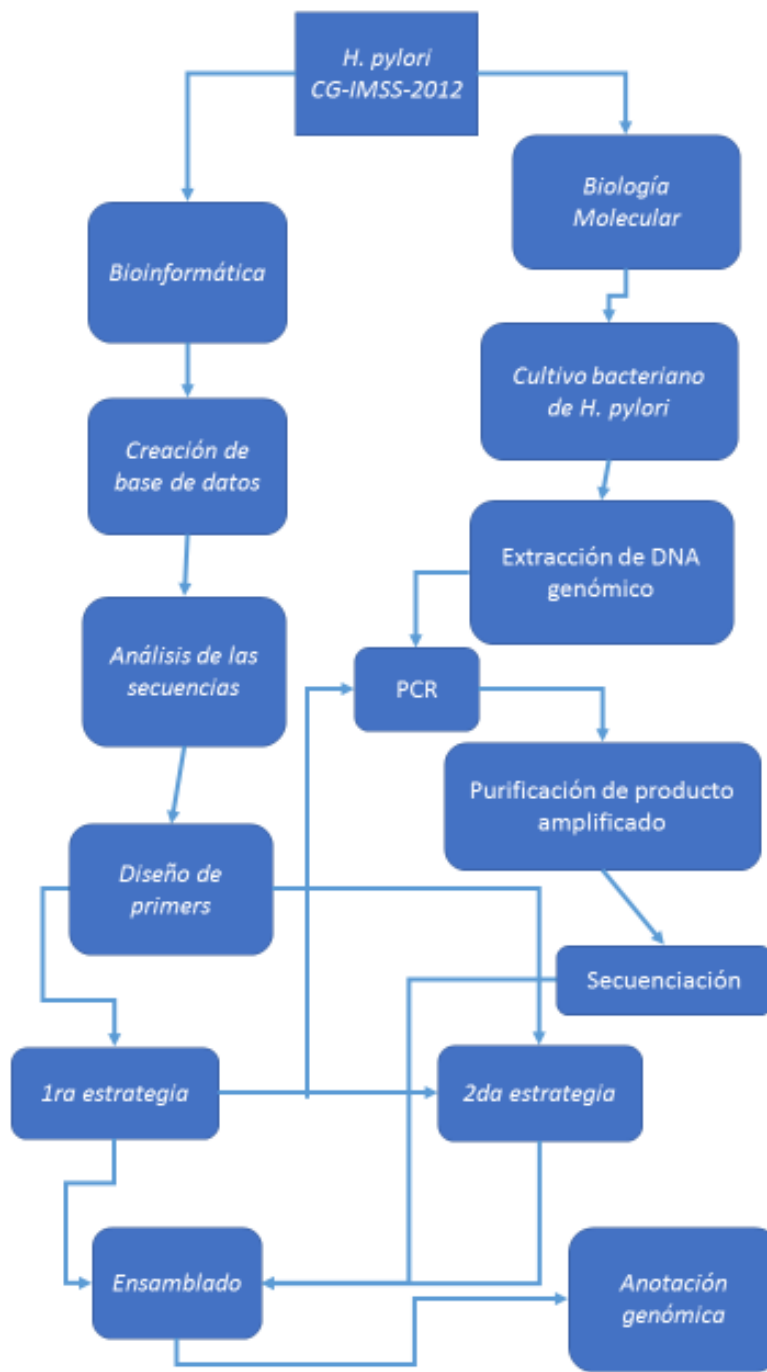 H. pylori
CG-IMSS-2012
Biología
Molecular
Bioinformática
Cultivo bacteriano
de H. pylori
Creación de
base de datos
Extracción de DNA
genómico
Análisis de las
secuencias
PCR
Purificación de producto
amplificado
Diseño de
primers
Secuenciación
1ra estrategia
2da estrategia
Ensamblado
Anotación
genómica